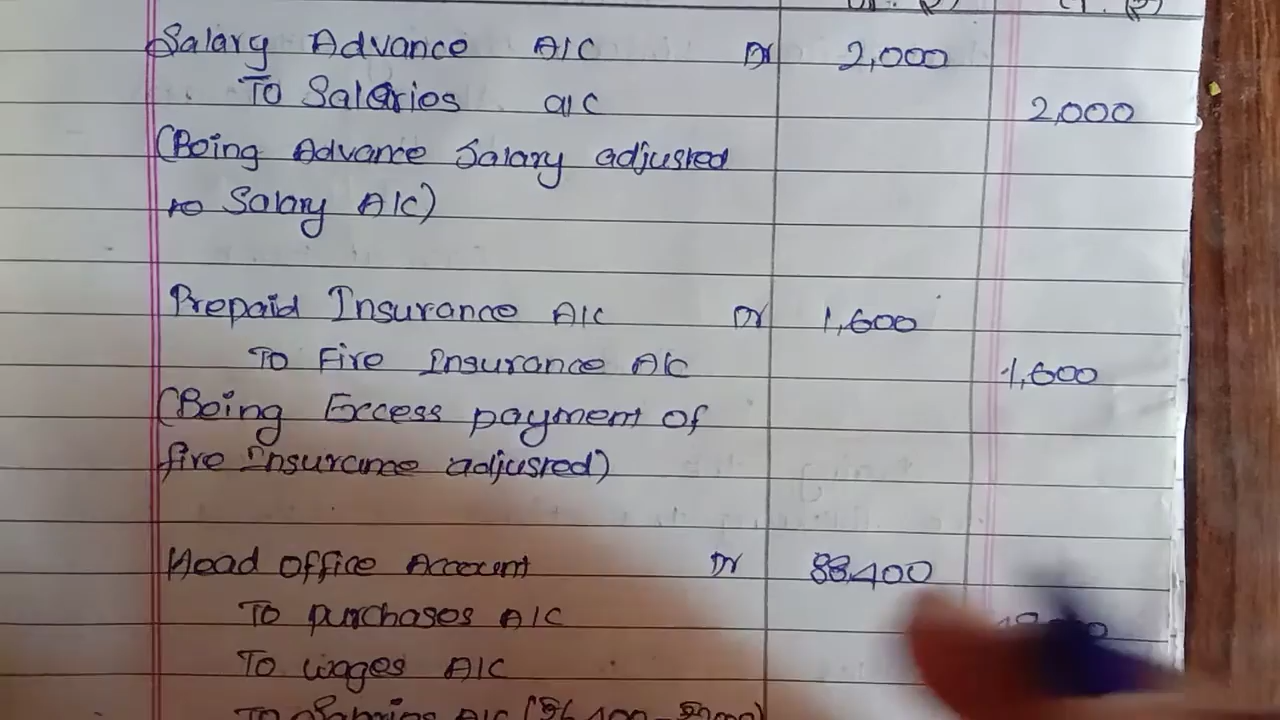 Salary Advance A/C Dr 2,000
To Salaries a/c 2,000
(Being Advance Salary adjusted
to Salary A/C)
Prepaid Insurance A/C Dr 1,600
To Fire Insurance A/C 1,600
(Being Excess payment of
fire Insurance adjusted)
Head Office Account Dr 88,400
To purchases A/C
To wages A/C
To A/C